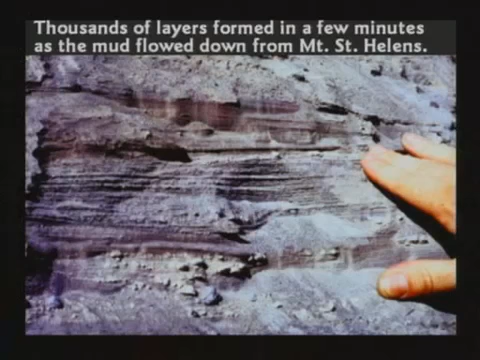 Thousands of layers formed in a few minutes
as the mud flowed down from Mt. St. Helens.